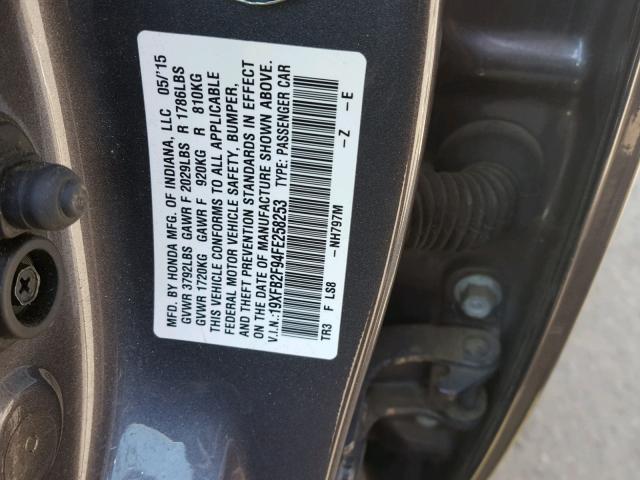 MFD. BY HONDA MFG. OF INDIANA, LLC 05/'15
GVWR 3792LBS GAWR F 2029LBS R 1786LBS
GVWR 1720KG GAWR F 920KG R 810KG
THIS VEHICLE CONFORMS TO ALL APPLICABLE
FEDERAL MOTOR VEHICLE SAFETY, BUMPER,
AND THEFT PREVENTION STANDARDS IN EFFECT
ON THE DATE OF MANUFACTURE SHOWN ABOVE.
V.I.N.:19XFB2F94FE258253 TYPE: PASSENGER CAR
TR3 F LS8 -NH797M -Z -E